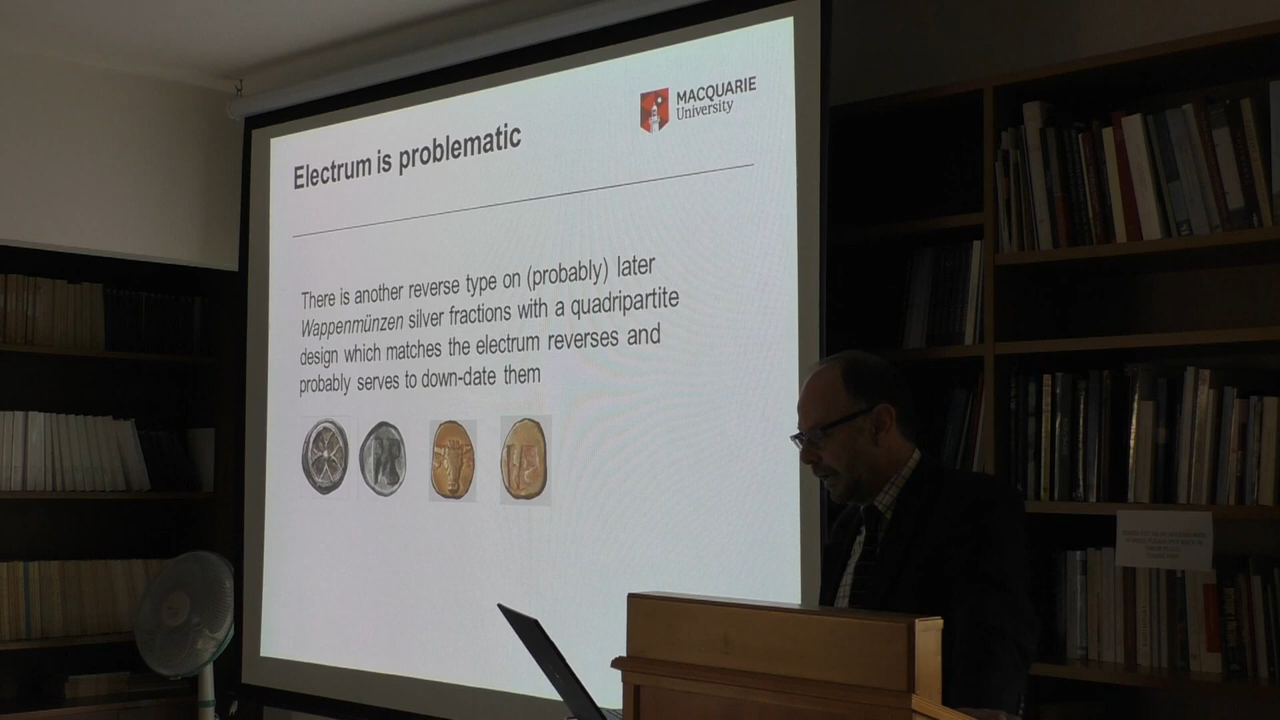 MACQUARIE
University
Electrum is problematic
There is another reverse type on (probably) later
Wappenmünzen silver fractions with a quadripartite
design which matches the electrum reverses and
probably serves to down-date them